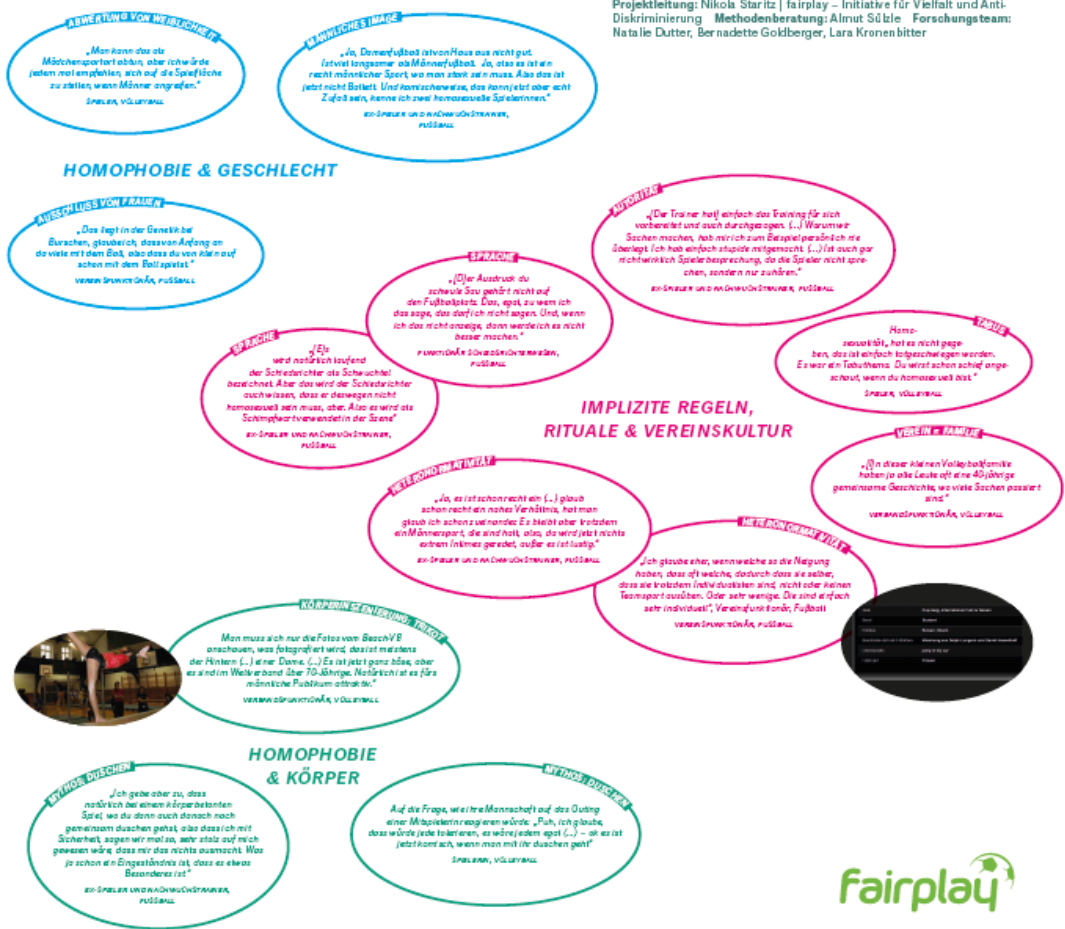 Projektleitung: Nikola Staritz | fairplay – Initiative für Vielfalt und Anti-
Diskriminierung Methodenberatung: Almut Sülzle Forschungsteam:
Natalie Dutter, Bernadette Goldberger, Lara Kronenbitter
ABWERTUNG VON WEIBLICHKEIT
„Man kann das als
Mädchensportart abtun, aber ich würde
jedem mal empfehlen, sich auf die Spielfläche
zu stellen, wenn Männer angreifen.“
SPIELER, VOLLEYBALL
MÄNNLICHES IMAGE
„Ja, Damenfußball ist von Haus aus nicht gut.
Ist viel langsamer als Männerfußball. Ja, also es ist ein
recht männlicher Sport, wo man stark sein muss. Also das ist
jetzt nicht Ballett. Und komischerweise, das kann jetzt aber echt
Zufall sein, kenne ich zwei homosexuelle Spielerinnen.“
EX-SPIELER UND NACHWUCHSTRAINER,
FUSSBALL
HOMOPHOBIE & GESCHLECHT
AUSSCHLUSS VON FRAUEN
„Das liegt in der Genetik bei
Burschen, glaube ich, dass von Anfang an
da viele mit dem Ball, also dass du von klein auf
schon mit dem Ball spielst.“
VEREINSFUNKTIONÄR, FUSSBALL
AUTORITÄT
„[Der Trainer hat] einfach das Training für sich
vorbereitet und auch durchgezogen. (...) Warum wir
Sachen machen, hab mir ich zum Beispiel persönlich nie
überlegt. Ich hab einfach stupide mitgemacht. (...) Ist auch gar
nicht wirklich Spielerbesprechung, da die Spieler nicht spre-
chen, sondern nur zuhören.“
EX-SPIELER UND NACHWUCHSTRAINER, FUSSBALL
SPRACHE
„[D]er Ausdruck du
schwule Sau gehört nicht auf
den Fußballplatz. Das, egal, zu wem ich
das sage, das darf ich nicht sagen. Und, wenn
ich das nicht anzeige, dann werde ich es nicht
besser machen.“
FUNKTIONÄR SCHIEDSRICHTERWESEN,
FUSSBALL
SPRACHE
„[E]s
wird natürlich laufend
der Schiedsrichter als Schwuchtel
bezeichnet. Aber das wird der Schiedsrichter
auch wissen, dass er deswegen nicht
homosexuell sein muss, aber. Also es wird als
Schimpfwort verwendet in der Szene“
EX-SPIELER UND NACHWUCHSTRAINER,
FUSSBALL
TABUS
Homo-
sexualität „hat es nicht gege-
ben, das ist einfach totgeschwiegen worden.
Es war ein Tabuthema. Du wirst schon schief ange-
schaut, wenn du homosexuell bist.“
SPIELER, VOLLEYBALL
IMPLIZITE REGELN,
RITUALE & VEREINSKULTUR
VEREIN = FAMILIE
„[I]n dieser kleinen Volleyballfamilie
haben ja alle Leute oft eine 40-jährige
gemeinsame Geschichte, wo viele Sachen passiert
sind.“
VERBANDSFUNKTIONÄR, VOLLEYBALL
HETERONORMATIVITÄT
„Ja, es ist schon recht ein (...) glaub
schon recht ein nahes Verhältnis, hat man
glaub ich schon zueinander. Es bleibt aber trotzdem
ein Männersport, die sind halt, also, da wird jetzt nichts
extrem Intimes geredet, außer es ist lustig.“
EX-SPIELER UND NACHWUCHSTRAINER, FUSSBALL
HETERONORMATIVITÄT
„Ich glaube eher, wenn welche so die Neigung
haben, dass oft welche, dadurch dass sie selber,
dass sie trotzdem Individualisten sind, nicht oder keinen
Teamsport ausüben. Oder sehr wenige. Die sind einfach
sehr individuell“, Vereinsfunktionär, Fußball
VEREINSFUNKTIONÄR, FUSSBALL
KÖRPERINSZENIERUNG: TRIKOT
Man muss sich nur die Fotos vom Beach-VB
anschauen, was fotografiert wird, das ist meistens
der Hintern (...) einer Dame. (...) Es ist jetzt ganz böse, aber
es sind im Weltverband über 70-Jährige. Natürlich ist es fürs
männliche Publikum attraktiv.“
VERBANDSFUNKTIONÄR, VOLLEYBALL
HOMOPHOBIE
& KÖRPER
MYTHOS: DUSCHEN
„Ich gebe aber zu, dass
natürlich bei einem körperbetonten
Spiel, wo du dann auch danach noch
gemeinsam duschen gehst, also dass ich mit
Sicherheit, sagen wir mal so, sehr stolz auf mich
gewesen wäre, dass mir das nichts ausmacht. Was
ja schon ein Eingeständnis ist, dass es etwas
Besonderes ist“
EX-SPIELER UND NACHWUCHSTRAINER,
FUSSBALL
MYTHOS: DUSCHEN
Auf die Frage, wie ihre Mannschaft auf das Outing
einer Mitspielerin reagieren würde: „Puh, ich glaube,
dass würde jede tolerieren, es wäre jedem egal (...) – ok es ist
jetzt komisch, wenn man mit ihr duschen geht“
SPIELERIN, VOLLEYBALL
fairplay